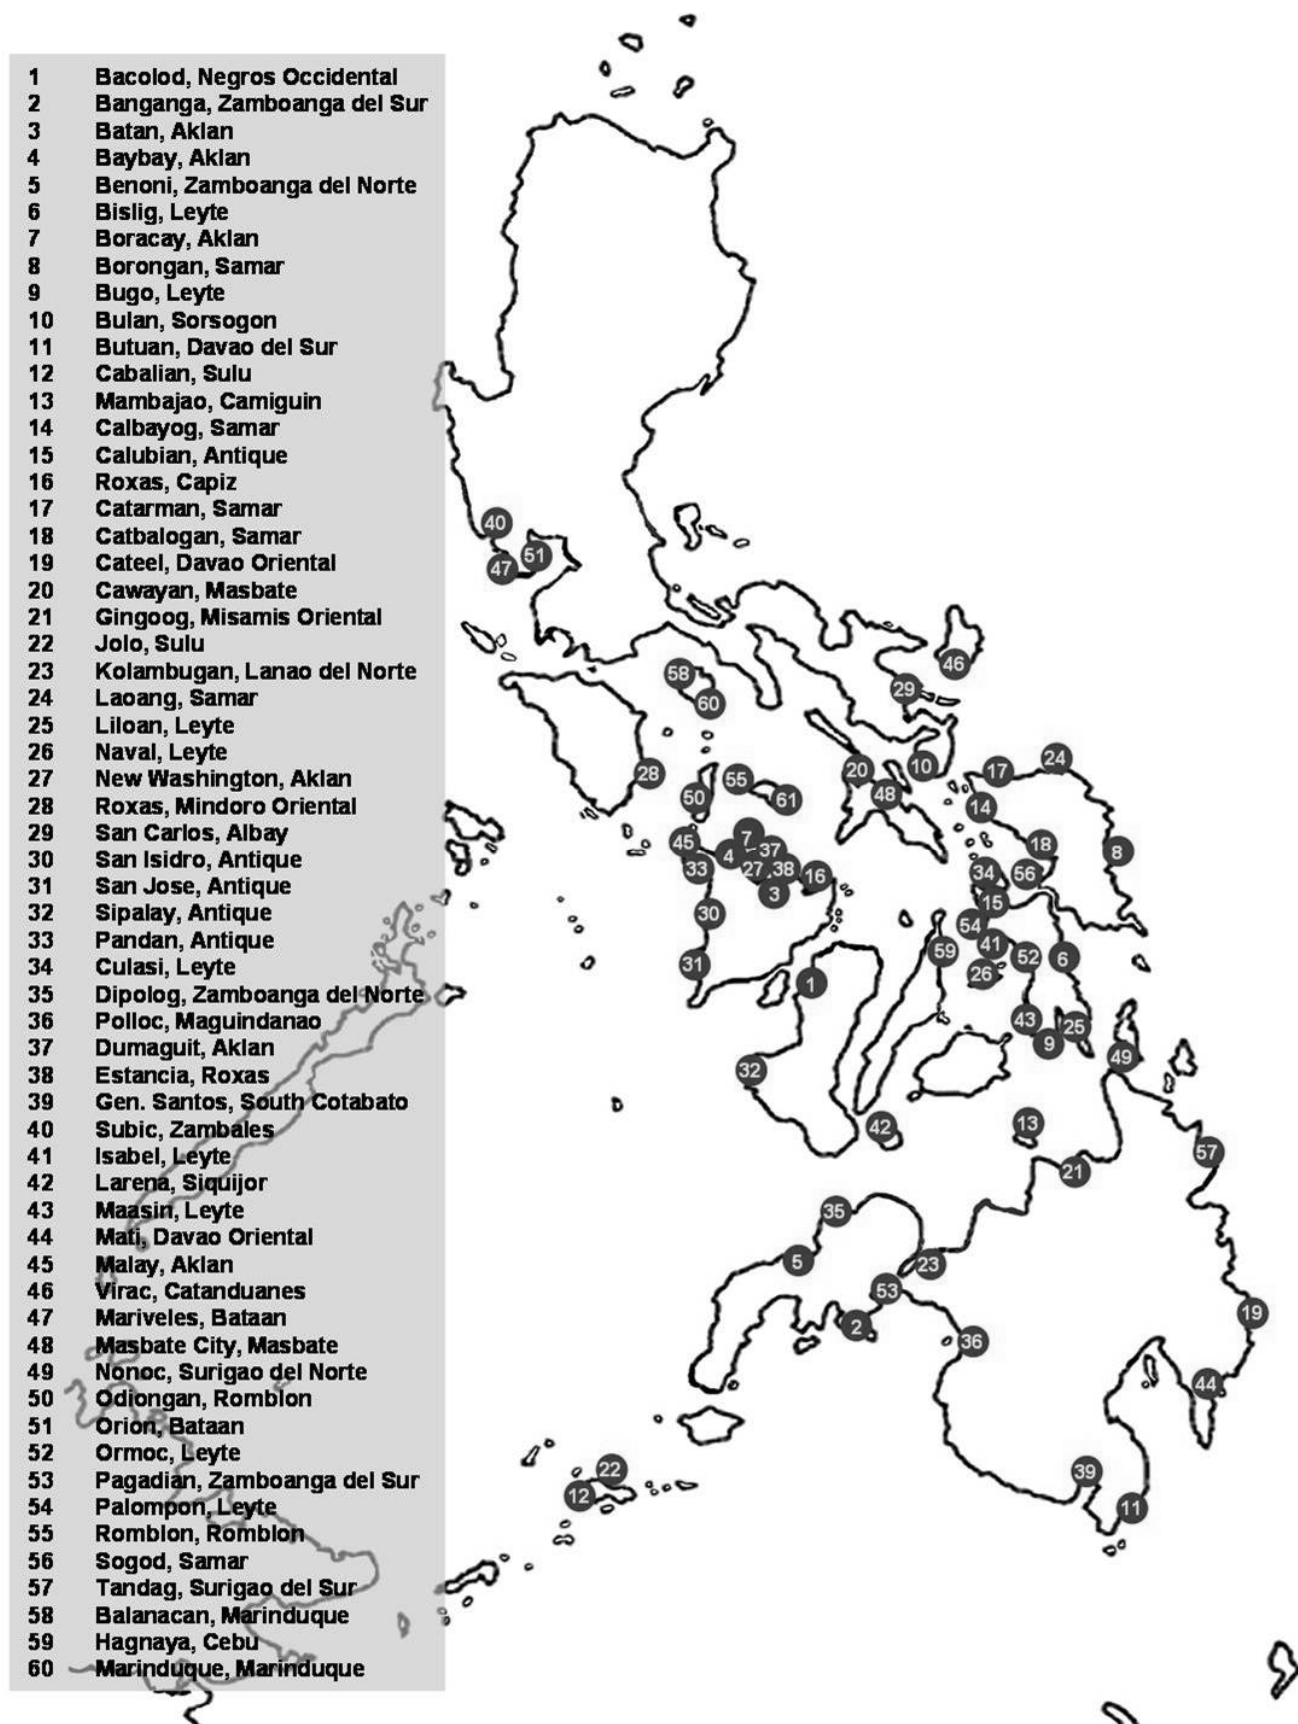 1 Bacolod, Negros Occidental
2 Banganga, Zamboanga del Sur
3 Batan, Aklan
4 Baybay, Aklan
5 Benoni, Zamboanga del Norte
6 Bislig, Leyte
7 Boracay, Aklan
8 Borongan, Samar
9 Bugo, Leyte
10 Bulan, Sorsogon
11 Butuan, Davao del Sur
12 Cabalian, Sulu
13 Mambajao, Camiguin
14 Calbayog, Samar
15 Calubian, Antique
16 Roxas, Capiz
17 Catarman, Samar
18 Catbalogan, Samar
19 Cateel, Davao Oriental
20 Cawayan, Masbate
21 Gingoog, Misamis Oriental
22 Jolo, Sulu
23 Kolambugan, Lanao del Norte
24 Laoang, Samar
25 Liloan, Leyte
26 Naval, Leyte
27 New Washington, Aklan
28 Roxas, Mindoro Oriental
29 San Carlos, Albay
30 San Isidro, Antique
31 San Jose, Antique
32 Sipalay, Antique
33 Pandan, Antique
34 Culasi, Leyte
35 Dipolog, Zamboanga del Norte
36 Polloc, Maguindanao
37 Dumaguit, Aklan
38 Estancia, Roxas
39 Gen. Santos, South Cotabato
40 Subic, Zambales
41 Isabel, Leyte
42 Larena, Siquijor
43 Maasin, Leyte
44 Mati, Davao Oriental
45 Malay, Aklan
46 Virac, Catanduanes
47 Mariveles, Bataan
48 Masbate City, Masbate
49 Nonoc, Surigao del Norte
50 Odiongan, Romblon
51 Orion, Bataan
52 Ormoc, Leyte
53 Pagadian, Zamboanga del Sur
54 Palompon, Leyte
55 Romblon, Romblon
56 Sogod, Samar
57 Tandag, Surigao del Sur
58 Balanacan, Marinduque
59 Hagnaya, Cebu
60 Marinduque, Marinduque
40
51
47
46
58
29
60
24
10
17
20
28
55
48
50
61
14
7
45
18
37
8
4
33
27
38
34
56
16
3
15
30
54
41
59
52
6
31
26
1
43
25
9
49
32
13
42
57
21
35
5
23
53
19
2
36
44
22
39
12
11